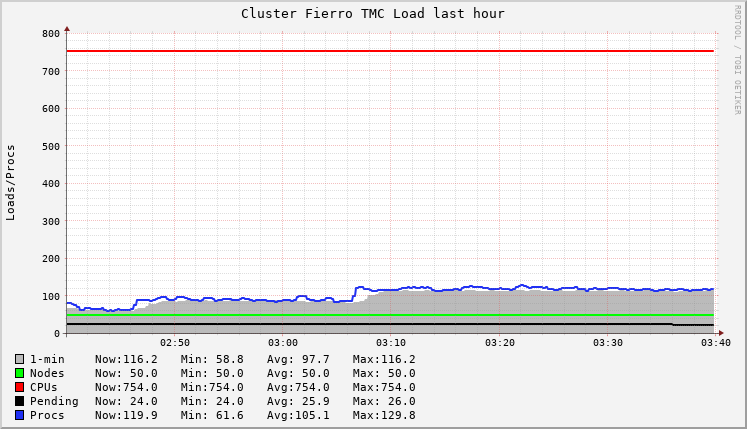 Cluster Fierro TMC Load last hour
RRDTOOL / TOBI OETIKER
Loads/Procs
800
700
600
500
400
300
200
100
0
02:50 03:00 03:10 03:20 03:30 03:40
1-min Now:116.2 Min: 58.8 Avg: 97.7 Max:116.2
Nodes Now: 50.0 Min: 50.0 Avg: 50.0 Max: 50.0
CPUs Now:754.0 Min:754.0 Avg:754.0 Max:754.0
Pending Now: 24.0 Min: 24.0 Avg: 25.9 Max: 26.0
Procs Now:119.9 Min: 61.6 Avg:105.1 Max:129.8